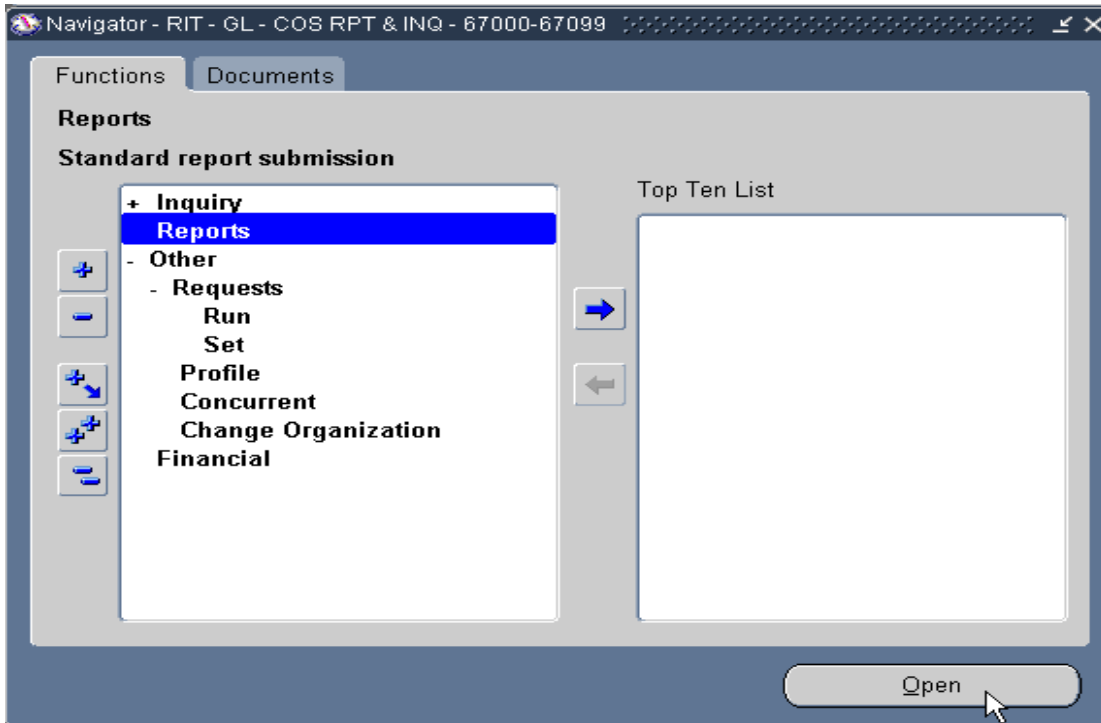 Navigator - RIT - GL - COS RPT & INQ - 67000-67099
Functions Documents
Reports
Standard report submission
Top Ten List
+ Inquiry
Reports
- Other
- Requests
Run
Set
Profile
Concurrent
Change Organization
Financial
Open